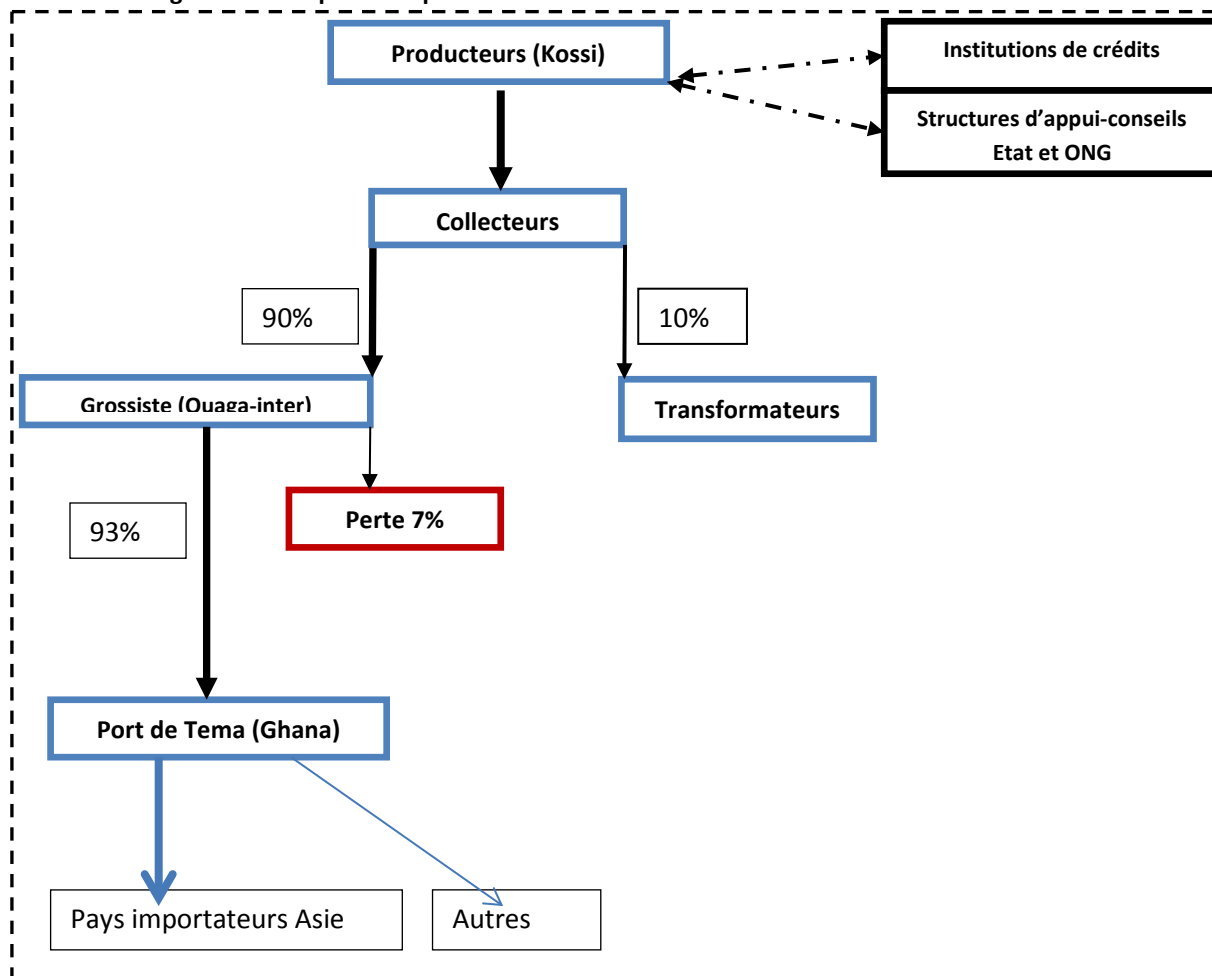 Producteurs (Kossi)
Institutions de crédits
Structures d'appui-conseils
Etat et ONG
Collecteurs
90%
10%
Grossiste (Ouaga-inter)
Transformateurs
Perte 7%
93%
Port de Tema (Ghana)
Pays importateurs Asie
Autres